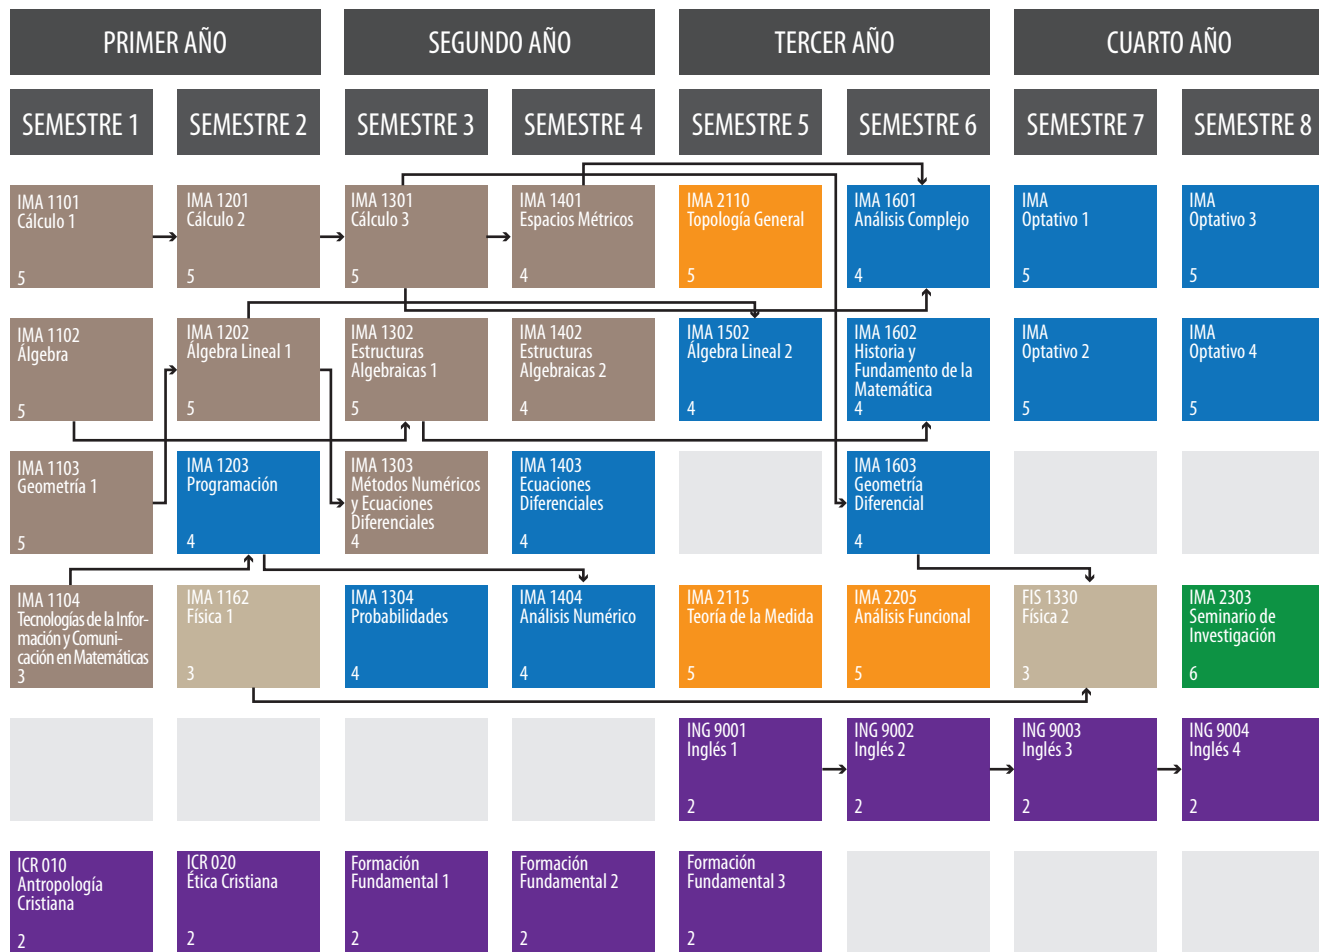 PRIMER AÑO
SEGUNDO AÑO
TERCER AÑO
CUARTO AÑO
SEMESTRE 1
SEMESTRE 2
SEMESTRE 3
SEMESTRE 4
SEMESTRE 5
SEMESTRE 6
SEMESTRE 7
SEMESTRE 8
IMA 1101
Cálculo 1
5
IMA 1201
Cálculo 2
5
IMA 1301
Cálculo 3
5
IMA 1401
Espacios Métricos
4
IMA 2110
Topología General
5
IMA 1601
Análisis Complejo
4
IMA
Optativo 1
5
IMA
Optativo 3
5
IMA 1102
Álgebra
5
IMA 1202
Álgebra Lineal 1
5
IMA 1302
Estructuras
Algebraicas 1
5
IMA 1402
Estructuras
Algebraicas 2
4
IMA 1502
Álgebra Lineal 2
4
IMA 1602
Historia y
Fundamento de la
Matemática
4
IMA
Optativo 2
5
IMA
Optativo 4
5
IMA 1103
Geometría 1
5
IMA 1203
Programación
4
IMA 1303
Métodos Numéricos
y Ecuaciones
Diferenciales
4
IMA 1403
Ecuaciones
Diferenciales
4
IMA 1603
Geometría
Diferencial
4
IMA 1104
Tecnologías de la Infor-
mación y Comuni-
cación en Matemáticas
3
IMA 1162
Física 1
3
IMA 1304
Probabilidades
4
IMA 1404
Análisis Numérico
4
IMA 2115
Teoría de la Medida
5
IMA 2205
Análisis Funcional
5
FIS 1330
Física 2
3
IMA 2303
Seminario de
Investigación
6
ING 9001
Inglés 1
2
ING 9002
Inglés 2
2
ING 9003
Inglés 3
2
ING 9004
Inglés 4
2
ICR 010
Antropología
Cristiana
2
ICR 020
Ética Cristiana
2
Formación
Fundamental 1
2
Formación
Fundamental 2
2
Formación
Fundamental 3
2